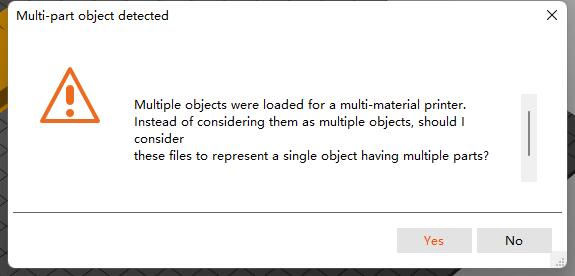 Multi-part object detected
Multiple objects were loaded for a multi-material printer.
Instead of considering them as multiple objects, should I
consider
these files to represent a single object having multiple parts?
Yes
No